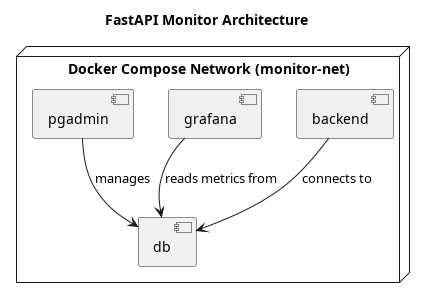 FastAPI Monitor Architecture
Docker Compose Network (monitor-net)
pgadmin
grafana
backend
manages
reads metrics from
connects to
db